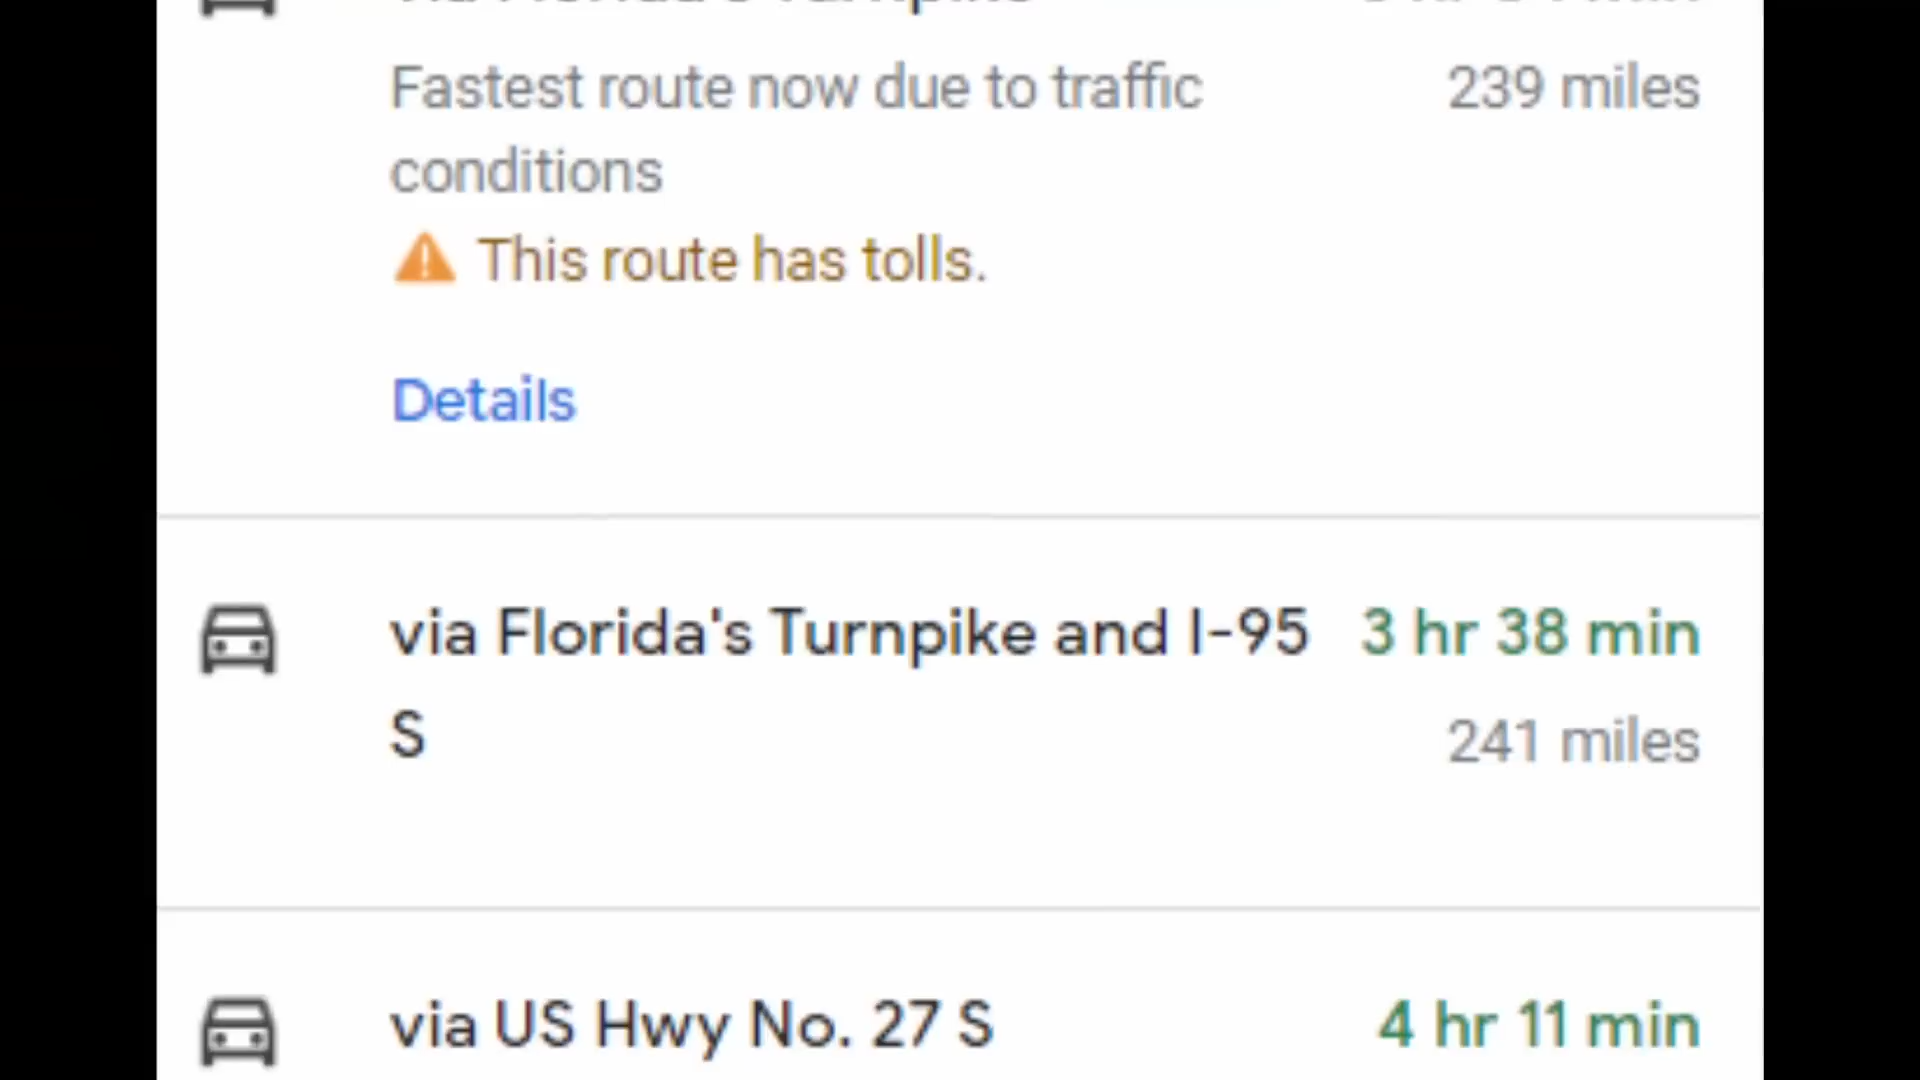 Fastest route now due to traffic 239 miles
conditions
This route has tolls.
Details
via Florida's Turnpike and I-95 3 hr 38 min
S 241 miles
via US Hwy No. 27 S 4 hr 11 min